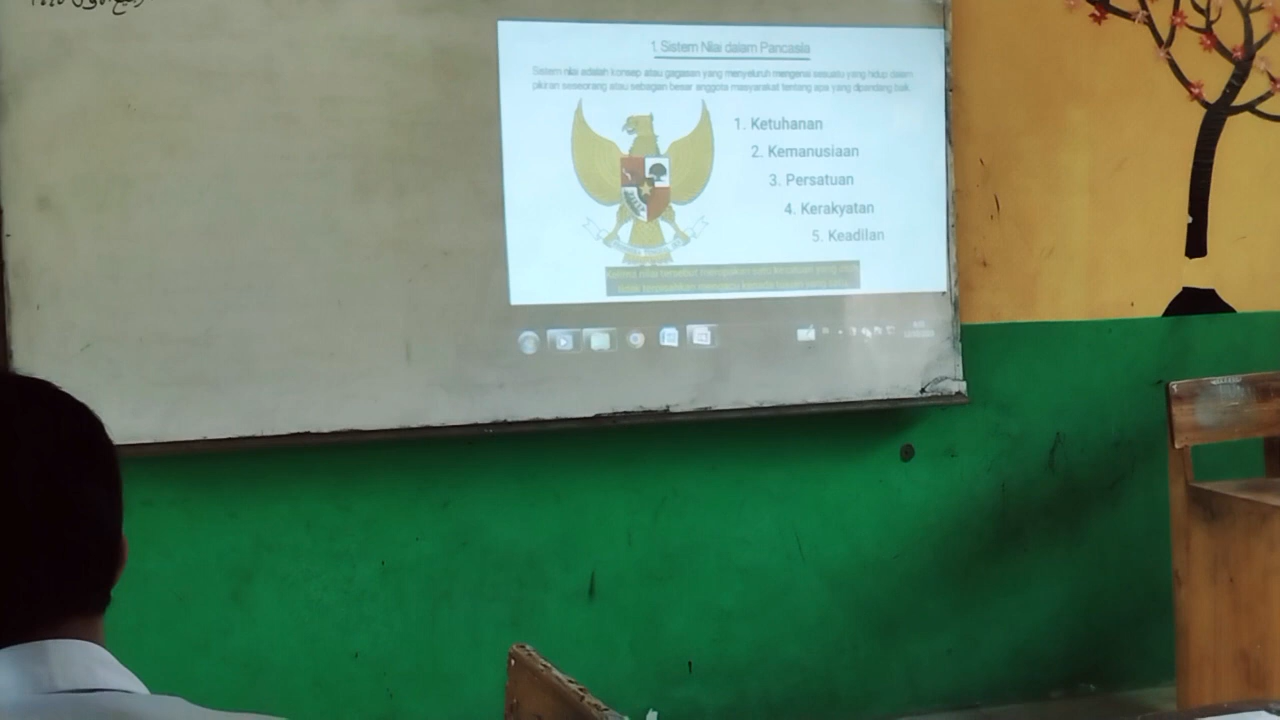 1. Sistem Nilai dalam Pancasila
Sistem nilai adalah konsep atau gagasan yang menyeluruh mengenai sesuatu yang hidup dalam
pikiran seseorang atau sebagian besar anggota masyarakat tentang apa yang dipandang baik.
1. Ketuhanan
2. Kemanusiaan
3. Persatuan
4. Kerakyatan
5. Keadilan
Kelima nilai tersebut merupakan satu kesatuan yang utuh
tidak terpisahkan mengacu kepada tujuan yang